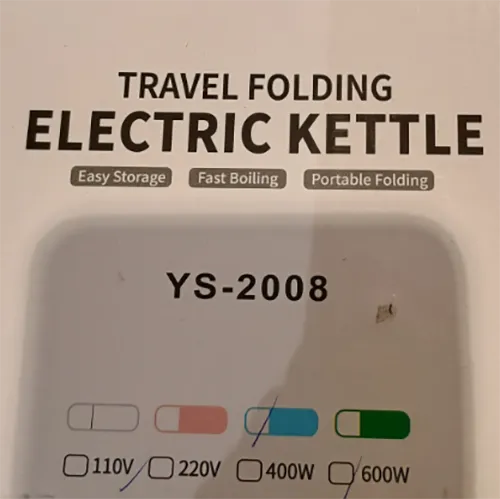 TRAVEL FOLDING
ELECTRIC KETTLE
Easy Storage Fast Boiling Portable Folding
YS-2008
110V 220V 400W 600W